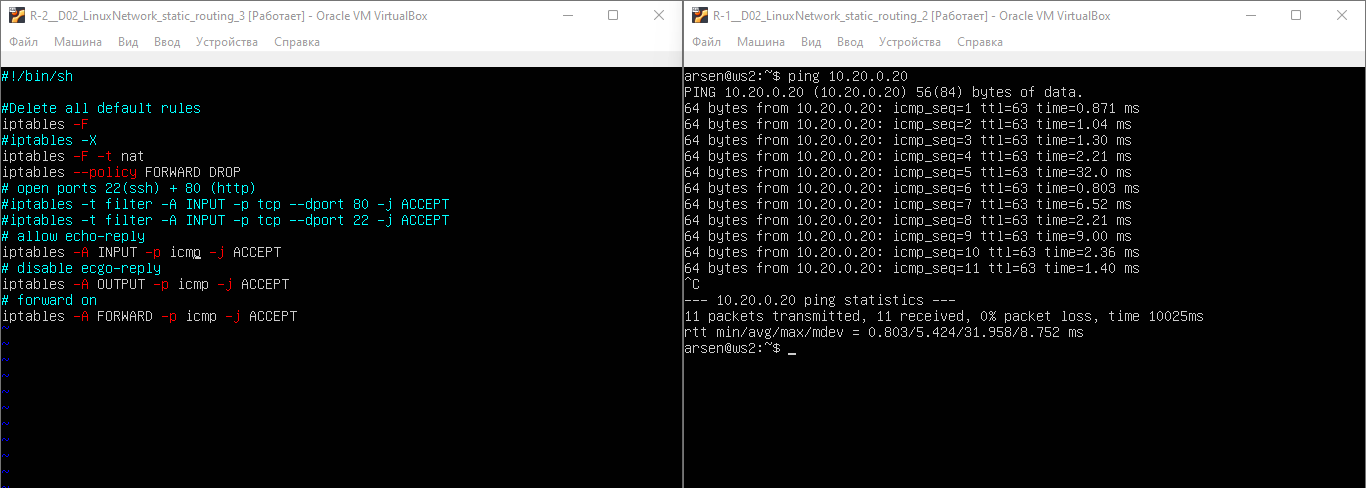 R-2__D02_LinuxNetwork_static_routing_3 [Работает] - Oracle VM VirtualBox
Файл Машина Вид Ввод Устройства Справка
#!/bin/sh
#Delete all default rules
iptables -F
#iptables -X
iptables -F -t nat
iptables --policy FORWARD DROP
# open ports 22(ssh) + 80 (http)
#iptables -t filter -A INPUT -p tcp --dport 80 -j ACCEPT
#iptables -t filter -A INPUT -p tcp --dport 22 -j ACCEPT
# allow echo-reply
iptables -A INPUT -p icmp -j ACCEPT
# disable ecgo-reply
iptables -A OUTPUT -p icmp -j ACCEPT
# forward on
iptables -A FORWARD -p icmp -j ACCEPT
~
~
~
~
~
~
~
~
~
~
R-1__D02_LinuxNetwork_static_routing_2 [Работает] - Oracle VM VirtualBox
Файл Машина Вид Ввод Устройства Справка
arsen@ws2:~$ ping 10.20.0.20
PING 10.20.0.20 (10.20.0.20) 56(84) bytes of data.
64 bytes from 10.20.0.20: icmp_seq=1 ttl=63 time=0.871 ms
64 bytes from 10.20.0.20: icmp_seq=2 ttl=63 time=1.04 ms
64 bytes from 10.20.0.20: icmp_seq=3 ttl=63 time=1.30 ms
64 bytes from 10.20.0.20: icmp_seq=4 ttl=63 time=2.21 ms
64 bytes from 10.20.0.20: icmp_seq=5 ttl=63 time=32.0 ms
64 bytes from 10.20.0.20: icmp_seq=6 ttl=63 time=0.803 ms
64 bytes from 10.20.0.20: icmp_seq=7 ttl=63 time=6.52 ms
64 bytes from 10.20.0.20: icmp_seq=8 ttl=63 time=2.21 ms
64 bytes from 10.20.0.20: icmp_seq=9 ttl=63 time=9.00 ms
64 bytes from 10.20.0.20: icmp_seq=10 ttl=63 time=2.36 ms
64 bytes from 10.20.0.20: icmp_seq=11 ttl=63 time=1.40 ms
^C
--- 10.20.0.20 ping statistics ---
11 packets transmitted, 11 received, 0% packet loss, time 10025ms
rtt min/avg/max/mdev = 0.803/5.424/31.958/8.752 ms
arsen@ws2:~$ _